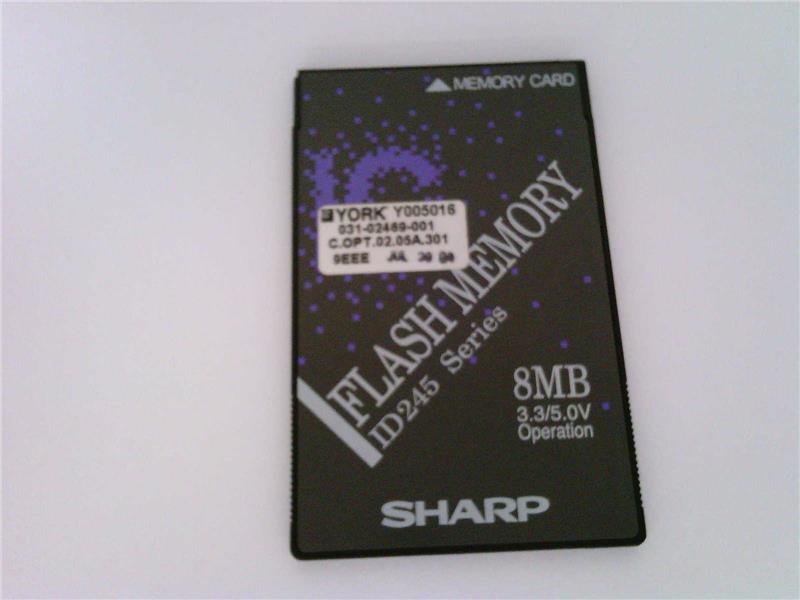 MEMORY CARD
IC
YORK Y005016
031-02469-001
C.OPT.02.05A.301
9EEE
FLASH MEMORY
ID245 Series
8MB
3.3/5.0V
Operation
SHARP